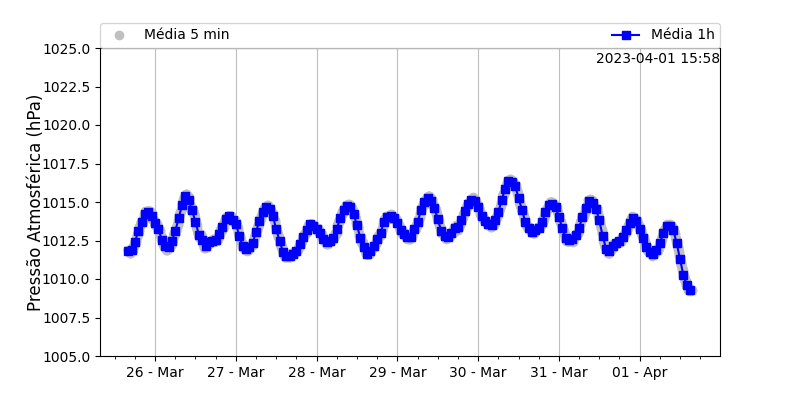 Média 5 min
Média 1h
2023-04-01 15:58
Pressão Atmosférica (hPa)
1025.0
1022.5
1020.0
1017.5
1015.0
1012.5
1010.0
1007.5
1005.0
26 - Mar
27 - Mar
28 - Mar
29 - Mar
30 - Mar
31 - Mar
01 - Apr